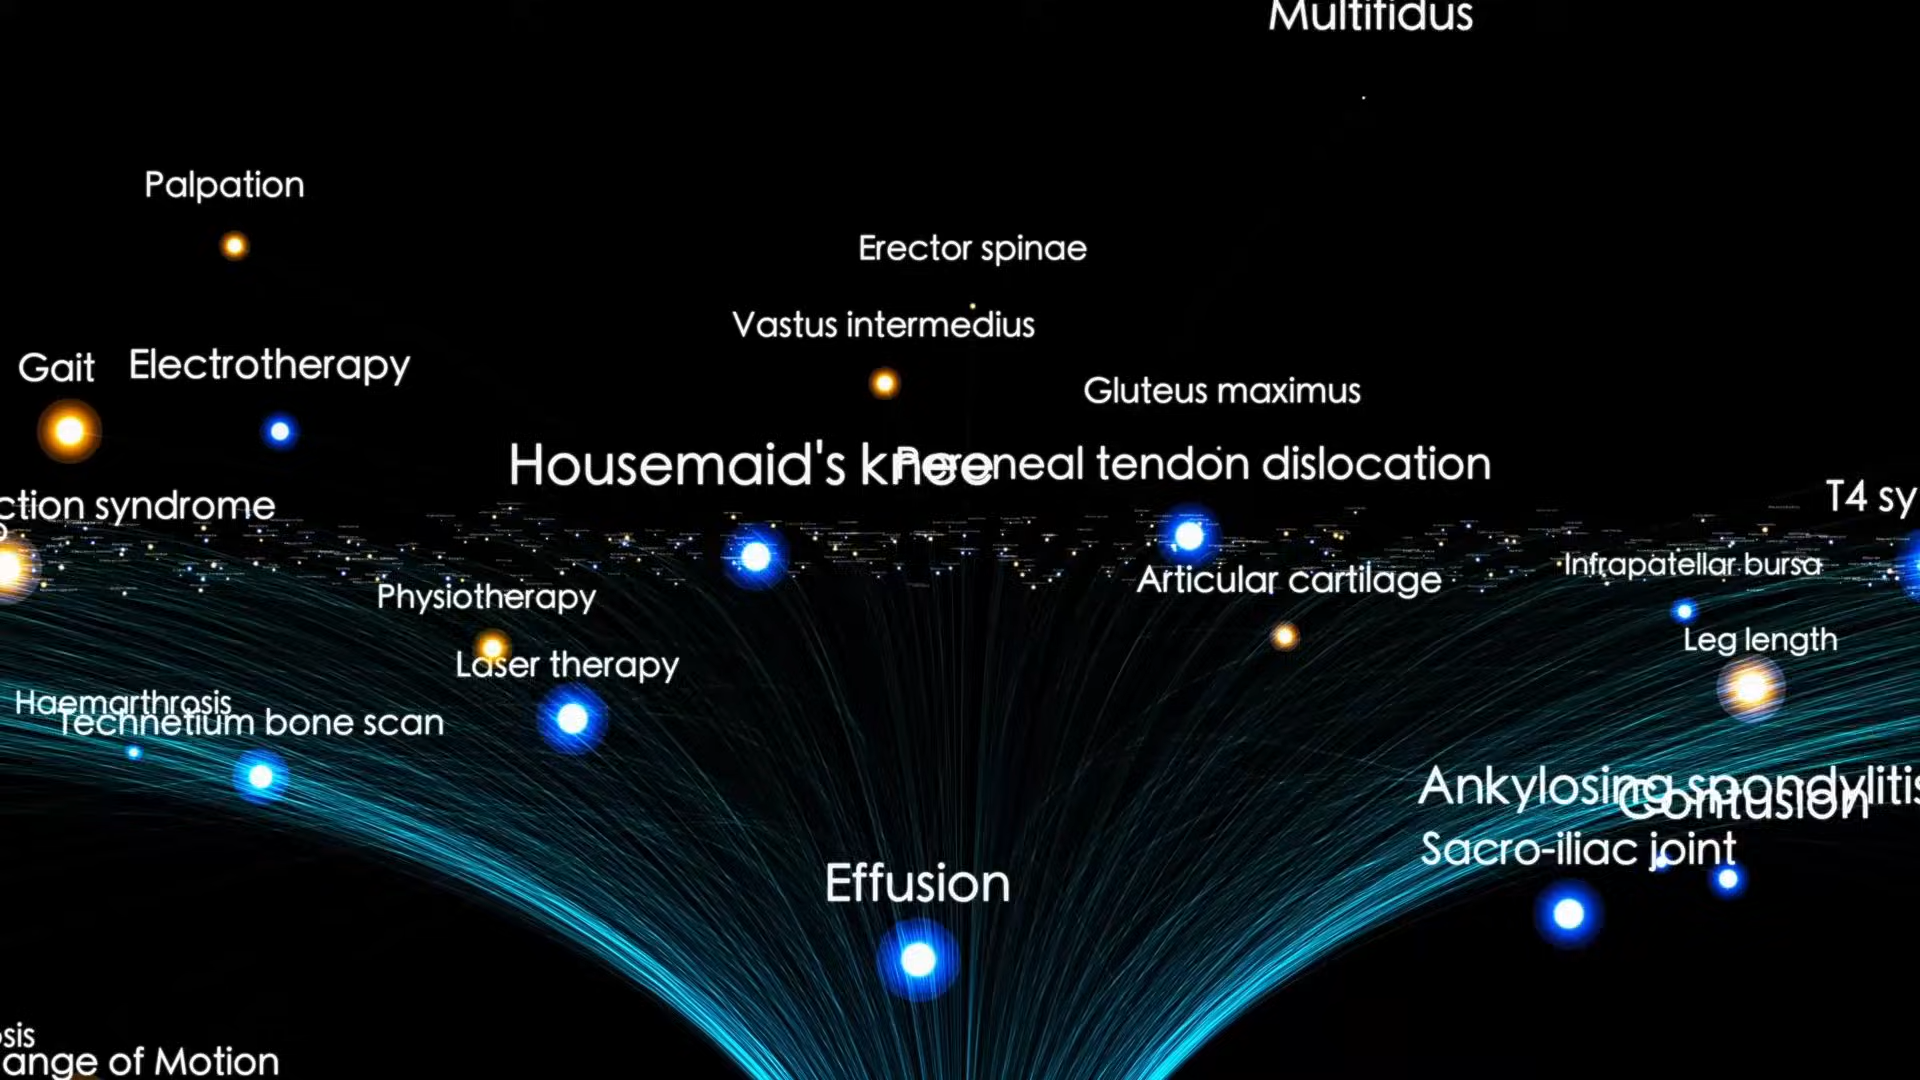 Multifidus
Palpation
Erector spinae
Vastus intermedius
Gait
Electrotherapy
Gluteus maximus
Housemaid's knee
Peroneal tendon dislocation
ction syndrome
T4 sy
Infrapatellar bursa
Articular cartilage
Physiotherapy
Leg length
Laser therapy
Haemarthrosis
Technetium bone scan
Ankylosing spondylitis
Contusion
Sacro-iliac joint
Effusion
osis
ange of Motion